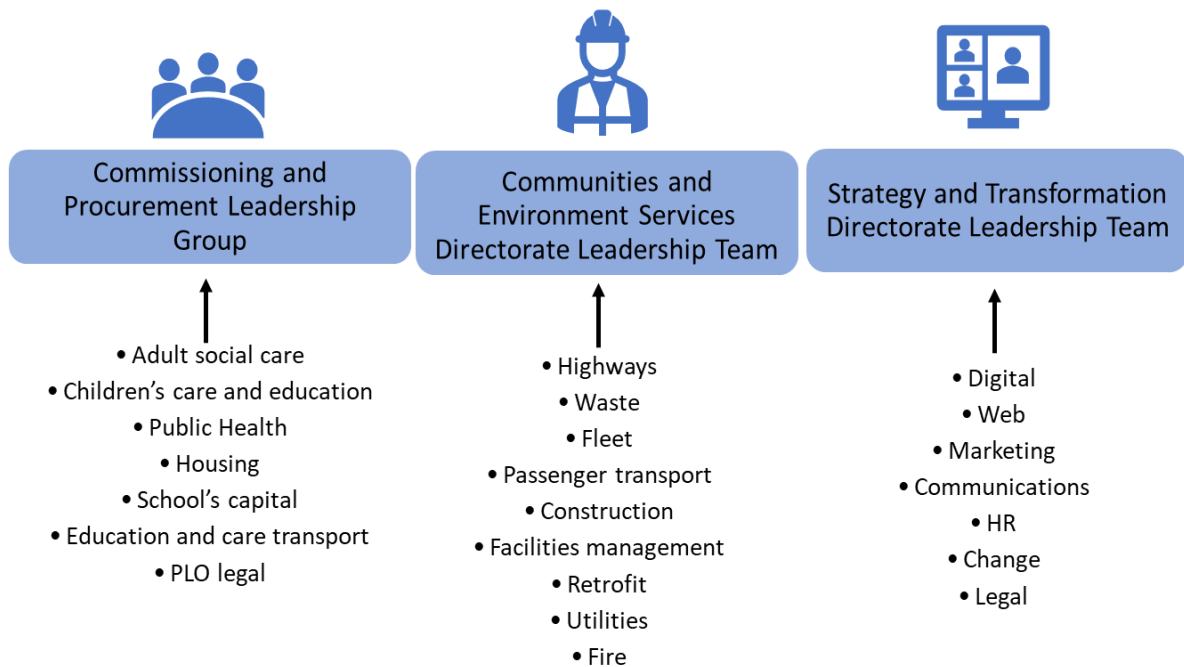 Commissioning and
Procurement Leadership
Group
• Adult social care
• Children’s care and education
• Public Health
• Housing
• School’s capital
• Education and care transport
• PLO legal
Communities and
Environment Services
Directorate Leadership Team
• Highways
• Waste
• Fleet
• Passenger transport
• Construction
• Facilities management
• Retrofit
• Utilities
• Fire
Strategy and Transformation
Directorate Leadership Team
• Digital
• Web
• Marketing
• Communications
• HR
• Change
• Legal